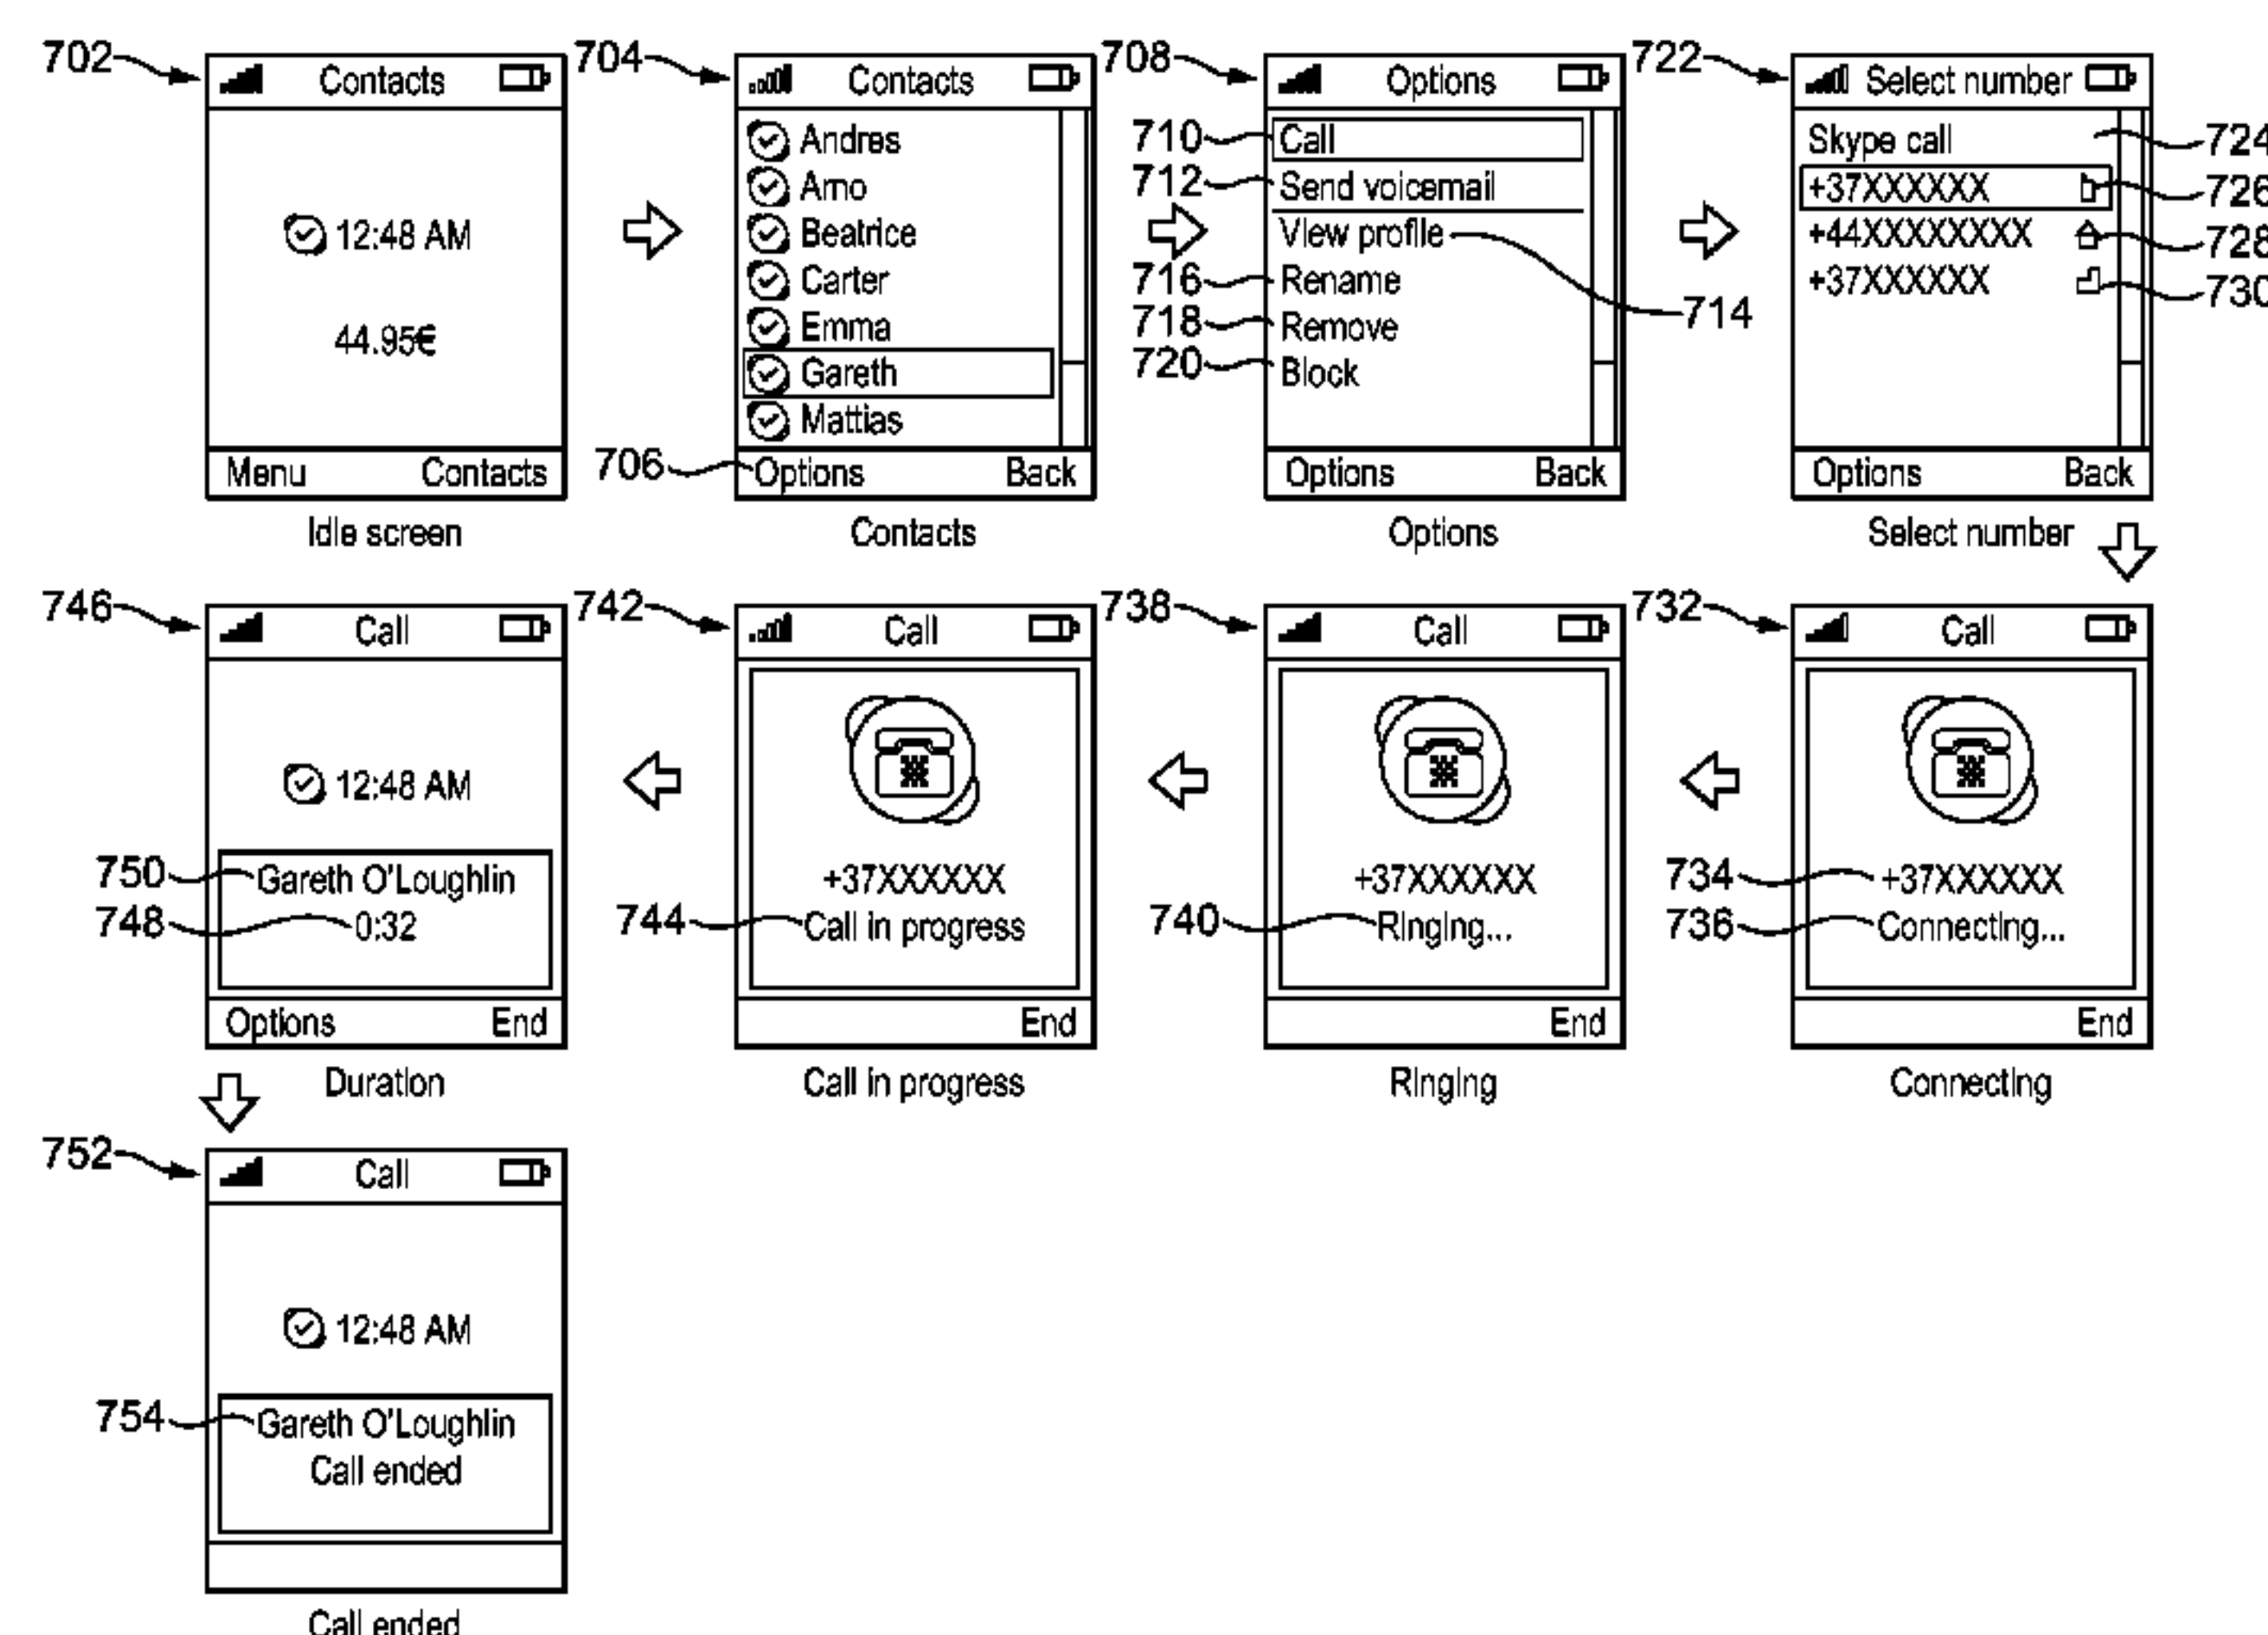 702
Contacts
12:48 AM
44.95€
Menu Contacts
Idle screen
704
Contacts
Andres
Arno
Beatrice
Carter
Emma
Gareth
Mattias
706
Options Back
Contacts
708
Options
710 Call
712 Send voicemail
View profile 714
716 Rename
718 Remove
720 Block
Options Back
Options
722
Select number
Skype call 724
+37XXXXXX 726
+44XXXXXXXX 728
+37XXXXXX 730
Options Back
Select number
732
Call
734 +37XXXXXX
736 Connecting...
End
Connecting
738
Call
+37XXXXXX
740 Ringing...
End
Ringing
742
Call
+37XXXXXX
744 Call in progress
End
Call in progress
746
Call
12:48 AM
750 Gareth O'Loughlin
748 0:32
Options End
Duration
752
Call
12:48 AM
754 Gareth O'Loughlin
Call ended
Call ended